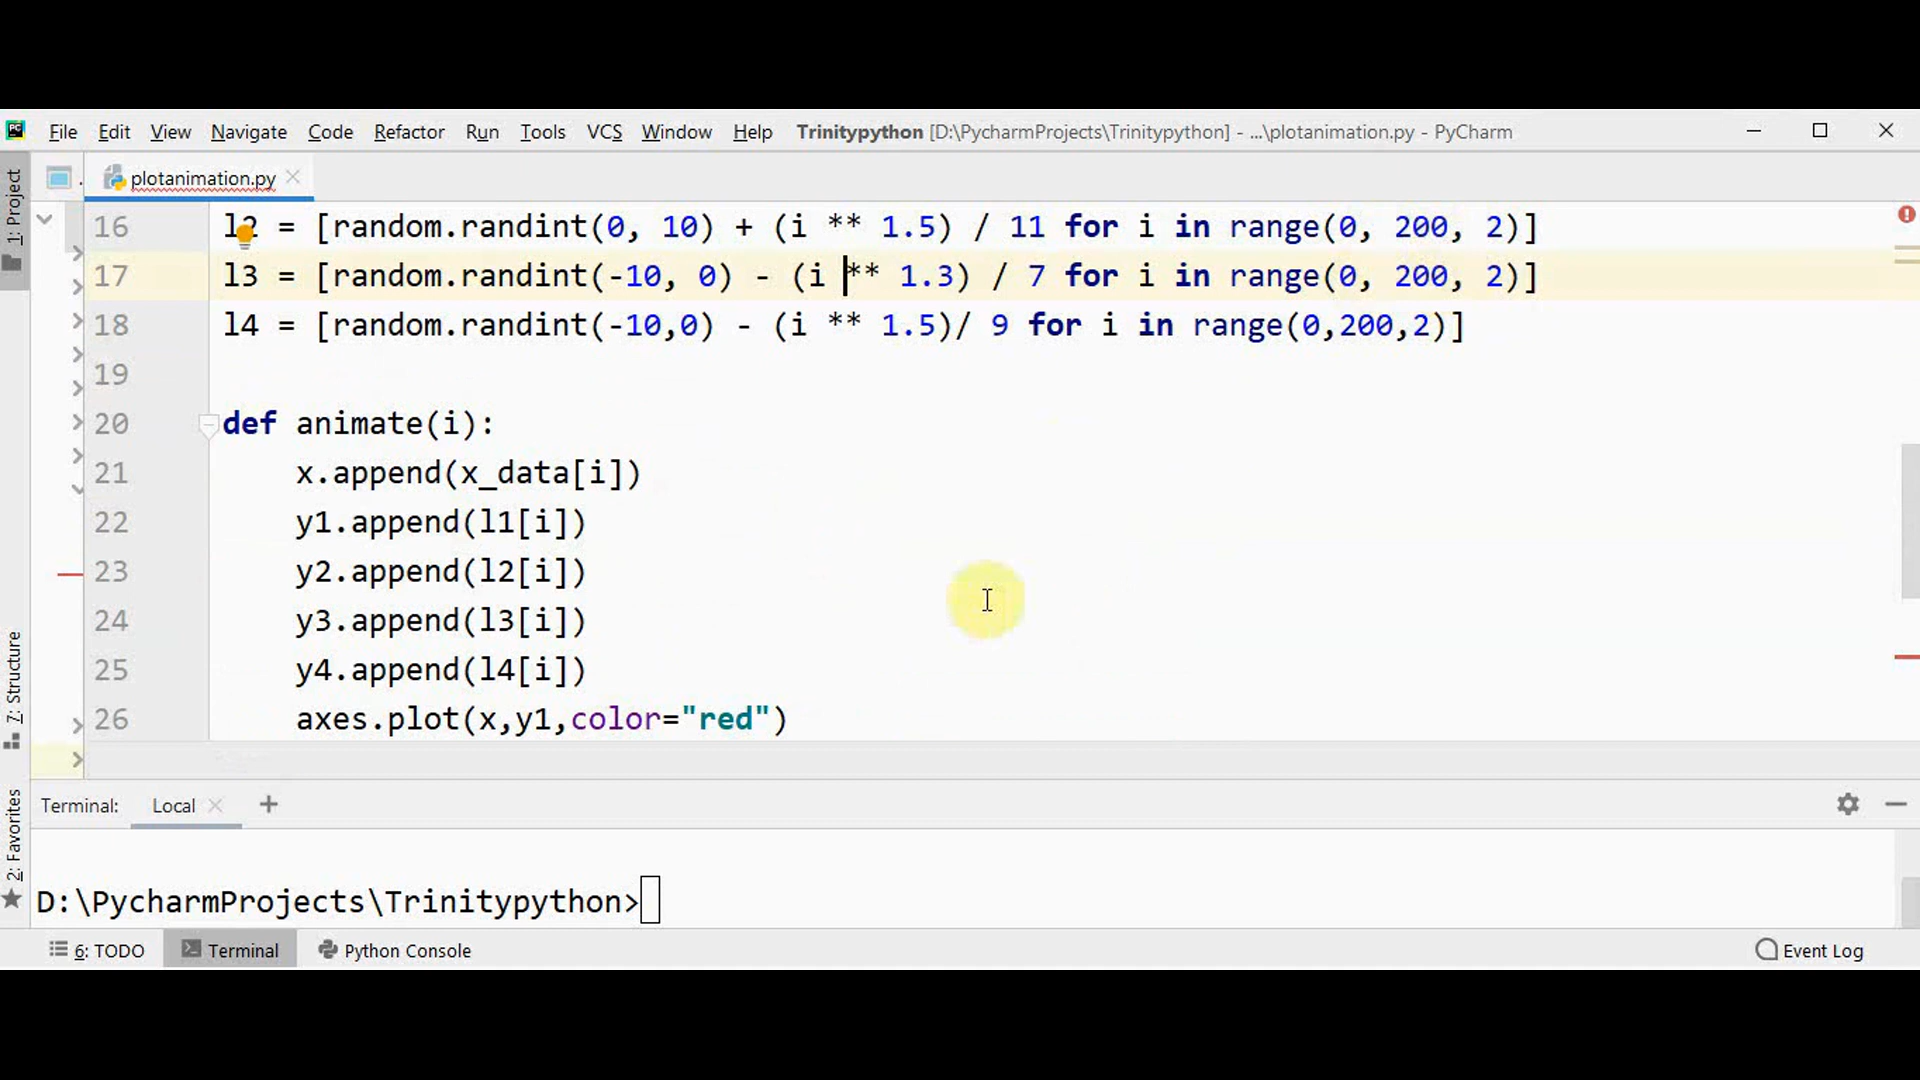 PC File Edit View Navigate Code Refactor Run Tools VCS Window Help Trinitypython [D:\PycharmProjects\Trinitypython] - ...\plotanimation.py - PyCharm
1: Project
plotanimation.py
16 l2 = [random.randint(0, 10) + (i ** 1.5) / 11 for i in range(0, 200, 2)]
17 l3 = [random.randint(-10, 0) - (i ** 1.3) / 7 for i in range(0, 200, 2)]
18 l4 = [random.randint(-10,0) - (i ** 1.5)/ 9 for i in range(0,200,2)]
19
20 def animate(i):
21 x.append(x_data[i])
22 y1.append(l1[i])
23 y2.append(l2[i])
24 y3.append(l3[i])
25 y4.append(l4[i])
26 axes.plot(x,y1,color="red")
7: Structure
2: Favorites
Terminal: Local
D:\PycharmProjects\Trinitypython>
6: TODO Terminal Python Console Event Log